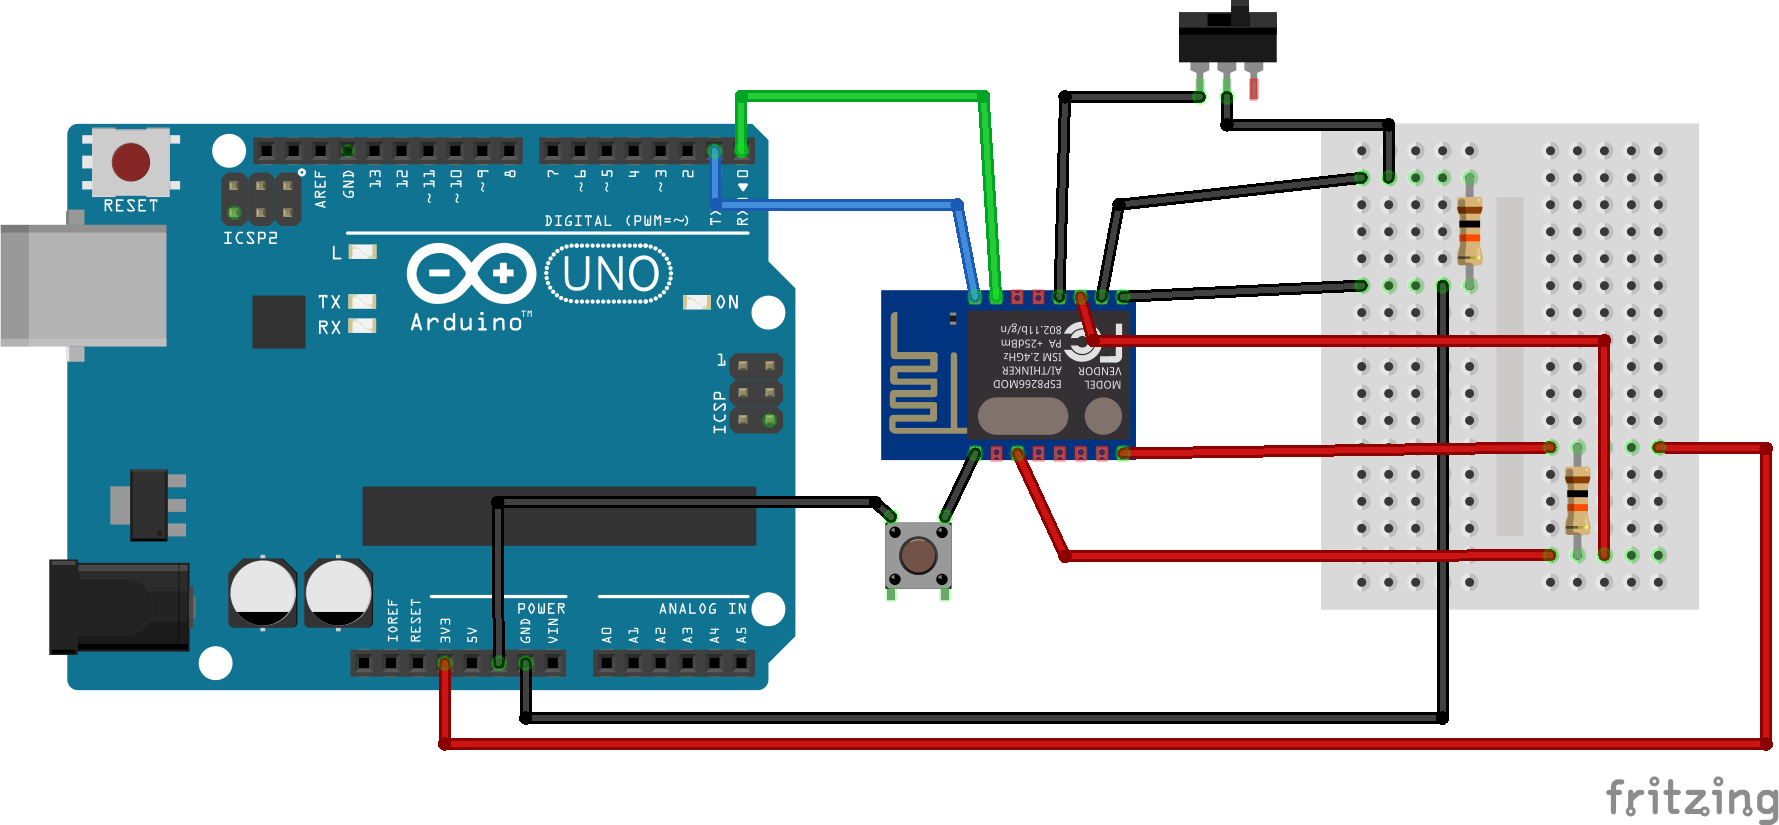 RESET
ICSP2
AREF
GND
13
12
~11
~10
~9
8
7
~6
~5
4
~3
2
TX
RX
0
DIGITAL (PWM=~)
L
TX
RX
UNO
ON
Arduino™
1
ICSP
802.11b/g/n
PA +25dBm
ISM 2.4GHz
AI/THINKER
ESP8266MOD
VENDOR
MODEL
IOREF
RESET
3V3
5V
GND
VIN
POWER
ANALOG IN
A0
A1
A2
A3
A4
A5
fritzing